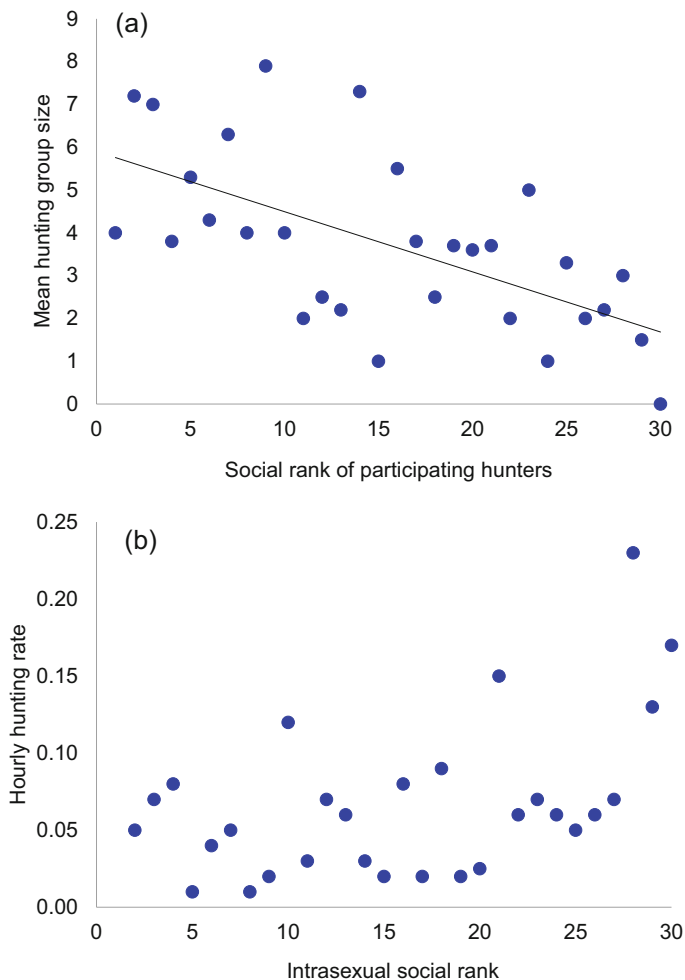 (a)
9
8
7
6
5
4
3
2
1
0
Mean hunting group size
0 5 10 15 20 25 30
Social rank of participating hunters
(b)
0.25
0.20
0.15
0.10
0.05
0.00
Hourly hunting rate
0 5 10 15 20 25 30
Intrasexual social rank